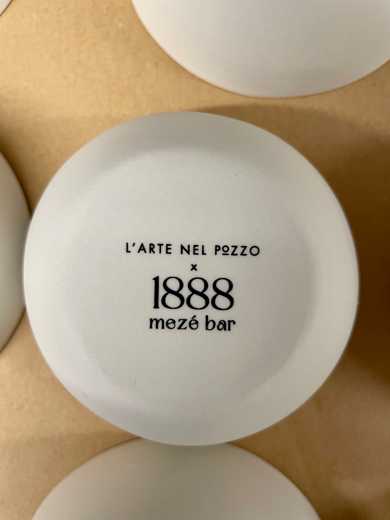 L'ARTE NEL POZZO
x
1888
mezé bar